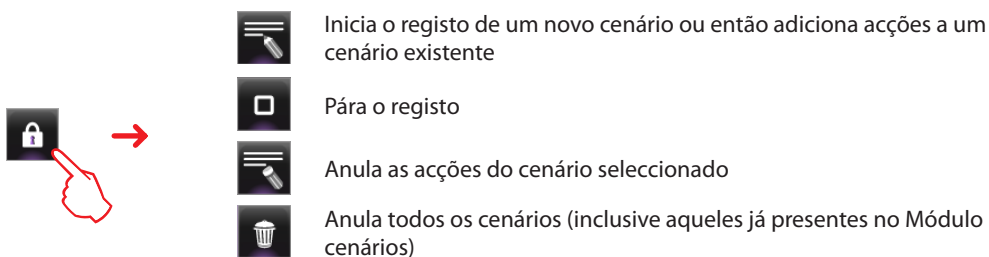 Inicia o registo de um novo cenário ou então adiciona acções a um
cenário existente
Pára o registo
Anula as acções do cenário seleccionado
Anula todos os cenários (inclusive aqueles já presentes no Módulo
cenários)